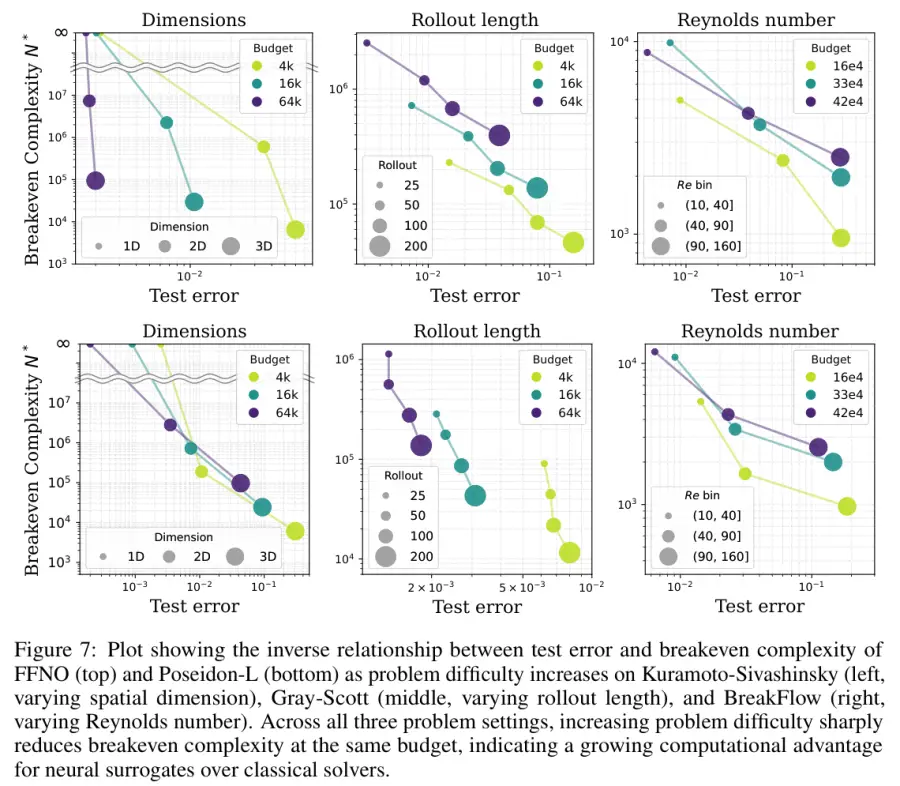 Dimensions
Breakeven Complexity N*
∞
10⁷
10⁶
10⁵
10⁴
10³
10⁻²
Test error
Budget
4k
16k
64k
Dimension
1D 2D 3D
Rollout length
10⁶
10⁵
10⁻² 10⁻¹
Test error
Budget
4k
16k
64k
Rollout
25
50
100
200
Reynolds number
10⁴
10³
10⁻² 10⁻¹
Test error
Budget
16e4
33e4
42e4
Re bin
(10, 40]
(40, 90]
(90, 160]
Dimensions
Breakeven Complexity N*
∞
10⁷
10⁶
10⁵
10⁴
10³
10⁻³ 10⁻² 10⁻¹
Test error
Budget
4k
16k
64k
Dimension
1D 2D 3D
Rollout length
10⁶
10⁵
10⁴
2 × 10⁻³ 5 × 10⁻³ 10⁻²
Test error
Budget
4k
16k
64k
Rollout
25
50
100
200
Reynolds number
10⁴
10³
10⁻² 10⁻¹
Test error
Budget
16e4
33e4
42e4
Re bin
(10, 40]
(40, 90]
(90, 160]
Figure 7: Plot showing the inverse relationship between test error and breakeven complexity of
FFNO (top) and Poseidon-L (bottom) as problem difficulty increases on Kuramoto-Sivashinsky (left,
varying spatial dimension), Gray-Scott (middle, varying rollout length), and BreakFlow (right,
varying Reynolds number). Across all three problem settings, increasing problem difficulty sharply
reduces breakeven complexity at the same budget, indicating a growing computational advantage
for neural surrogates over classical solvers.